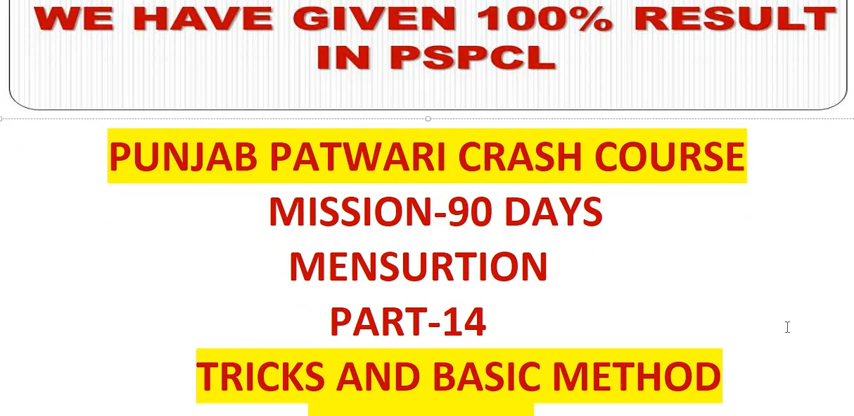 WE HAVE GIVEN 100% RESULT
IN PSPCL
PUNJAB PATWARI CRASH COURSE
MISSION-90 DAYS
MENSURTION
PART-14
TRICKS AND BASIC METHOD